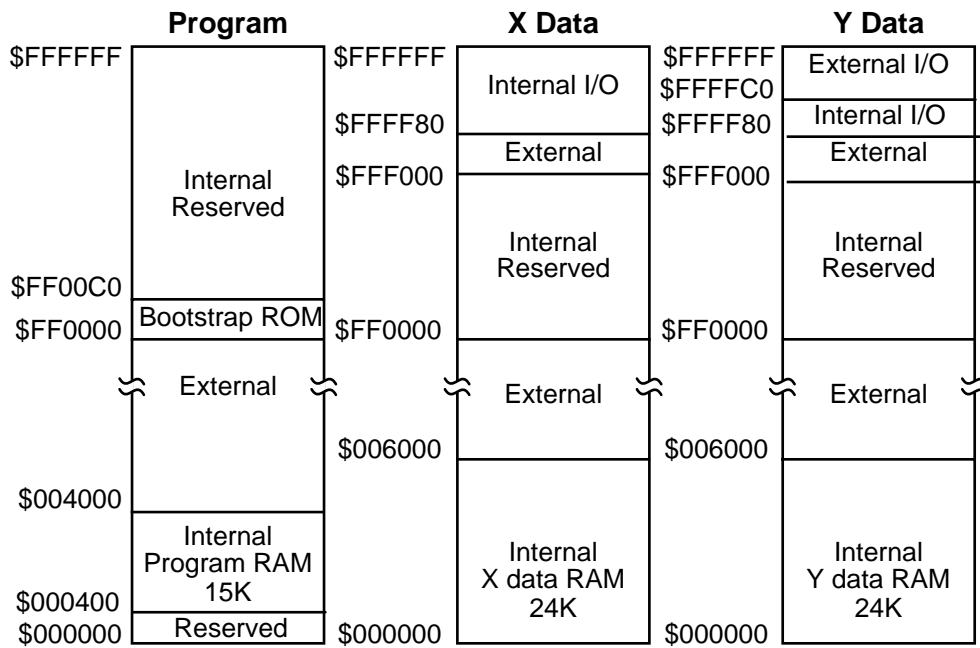 Program
$FFFFFF
Internal
Reserved
$FF00C0
Bootstrap ROM
$FF0000
External
$004000
Internal
Program RAM
15K
$000400
Reserved
$000000
X Data
$FFFFFF
Internal I/O
$FFFF80
External
$FFF000
Internal
Reserved
$FF0000
External
$006000
Internal
X data RAM
24K
$000000
Y Data
$FFFFFF
External I/O
$FFFFC0
Internal I/O
$FFFF80
External
$FFF000
Internal
Reserved
$FF0000
External
$006000
Internal
Y data RAM
24K
$000000